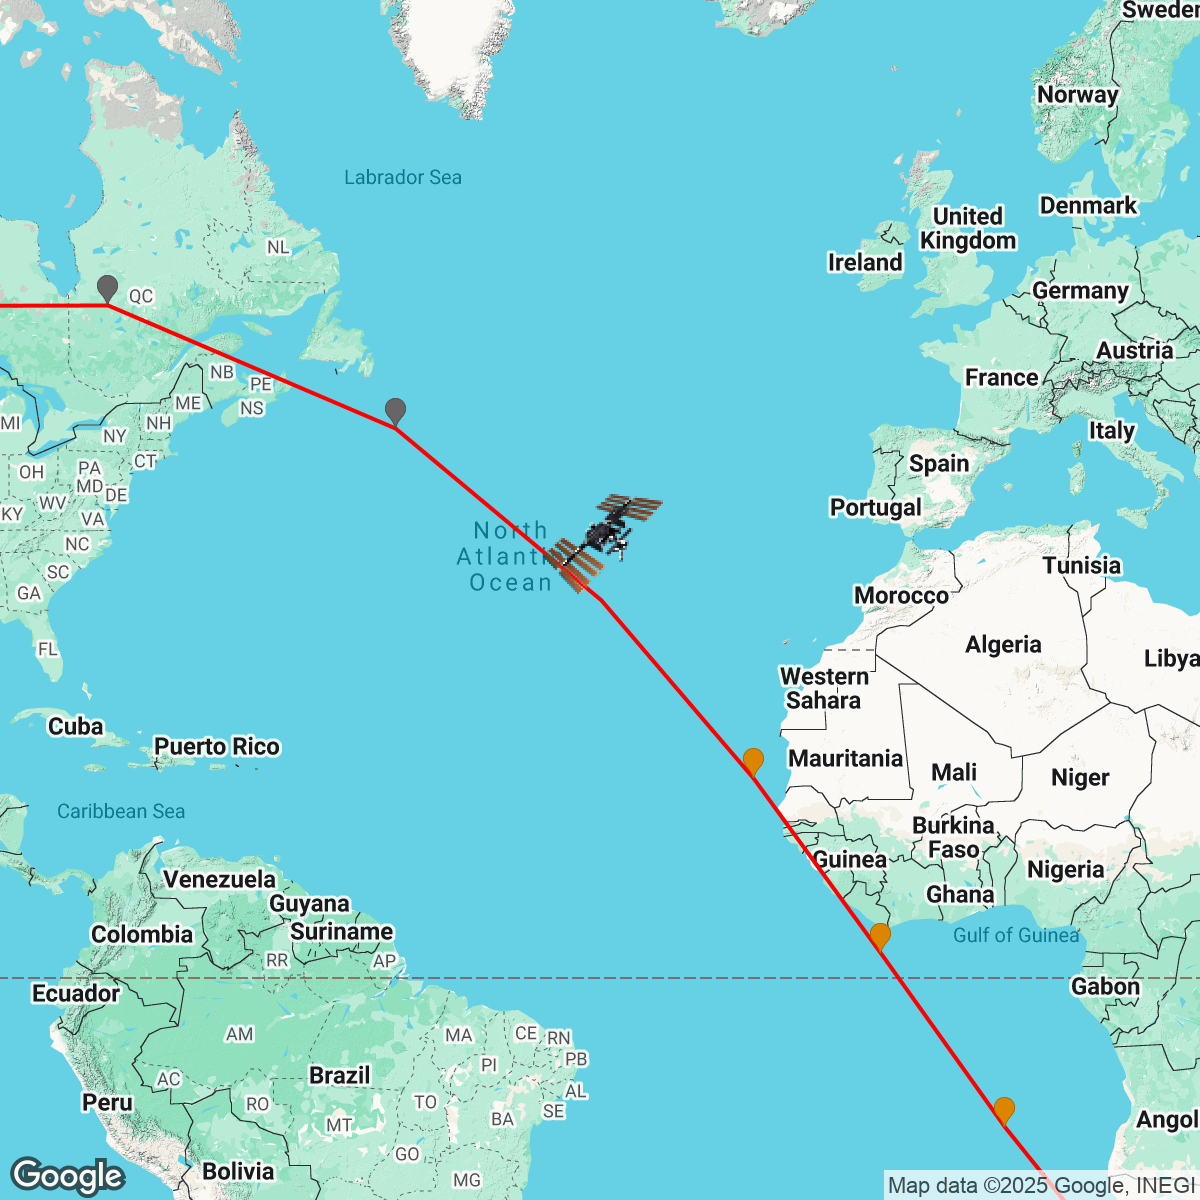 Sweden
Norway
Labrador Sea
Denmark
United
Kingdom
NL
Ireland
Germany
QC
Austria
France
NB
PE
ME
NS
MI
NH
NY
Italy
CT
OH
PA
Spain
MD
DE
WV
Portugal
KY
VA
North
NC
Atlanti
Tunisia
SC
Ocean
GA
Morocco
Algeria
FL
Libya
Western
Sahara
Cuba
Puerto Rico
Mauritania
Mali
Niger
Caribbean Sea
Burkina
Faso
Guinea
Nigeria
Venezuela
Ghana
Guyana
Suriname
Colombia
Gulf of Guinea
RR
AP
Gabon
Ecuador
AM
MA
CE
RN
PB
PI
Brazil
AC
AL
Peru
RO
TO
SE
BA
MT
Angol
GO
Bolivia
MG
Google
Map data ©2025 Google, INEGI